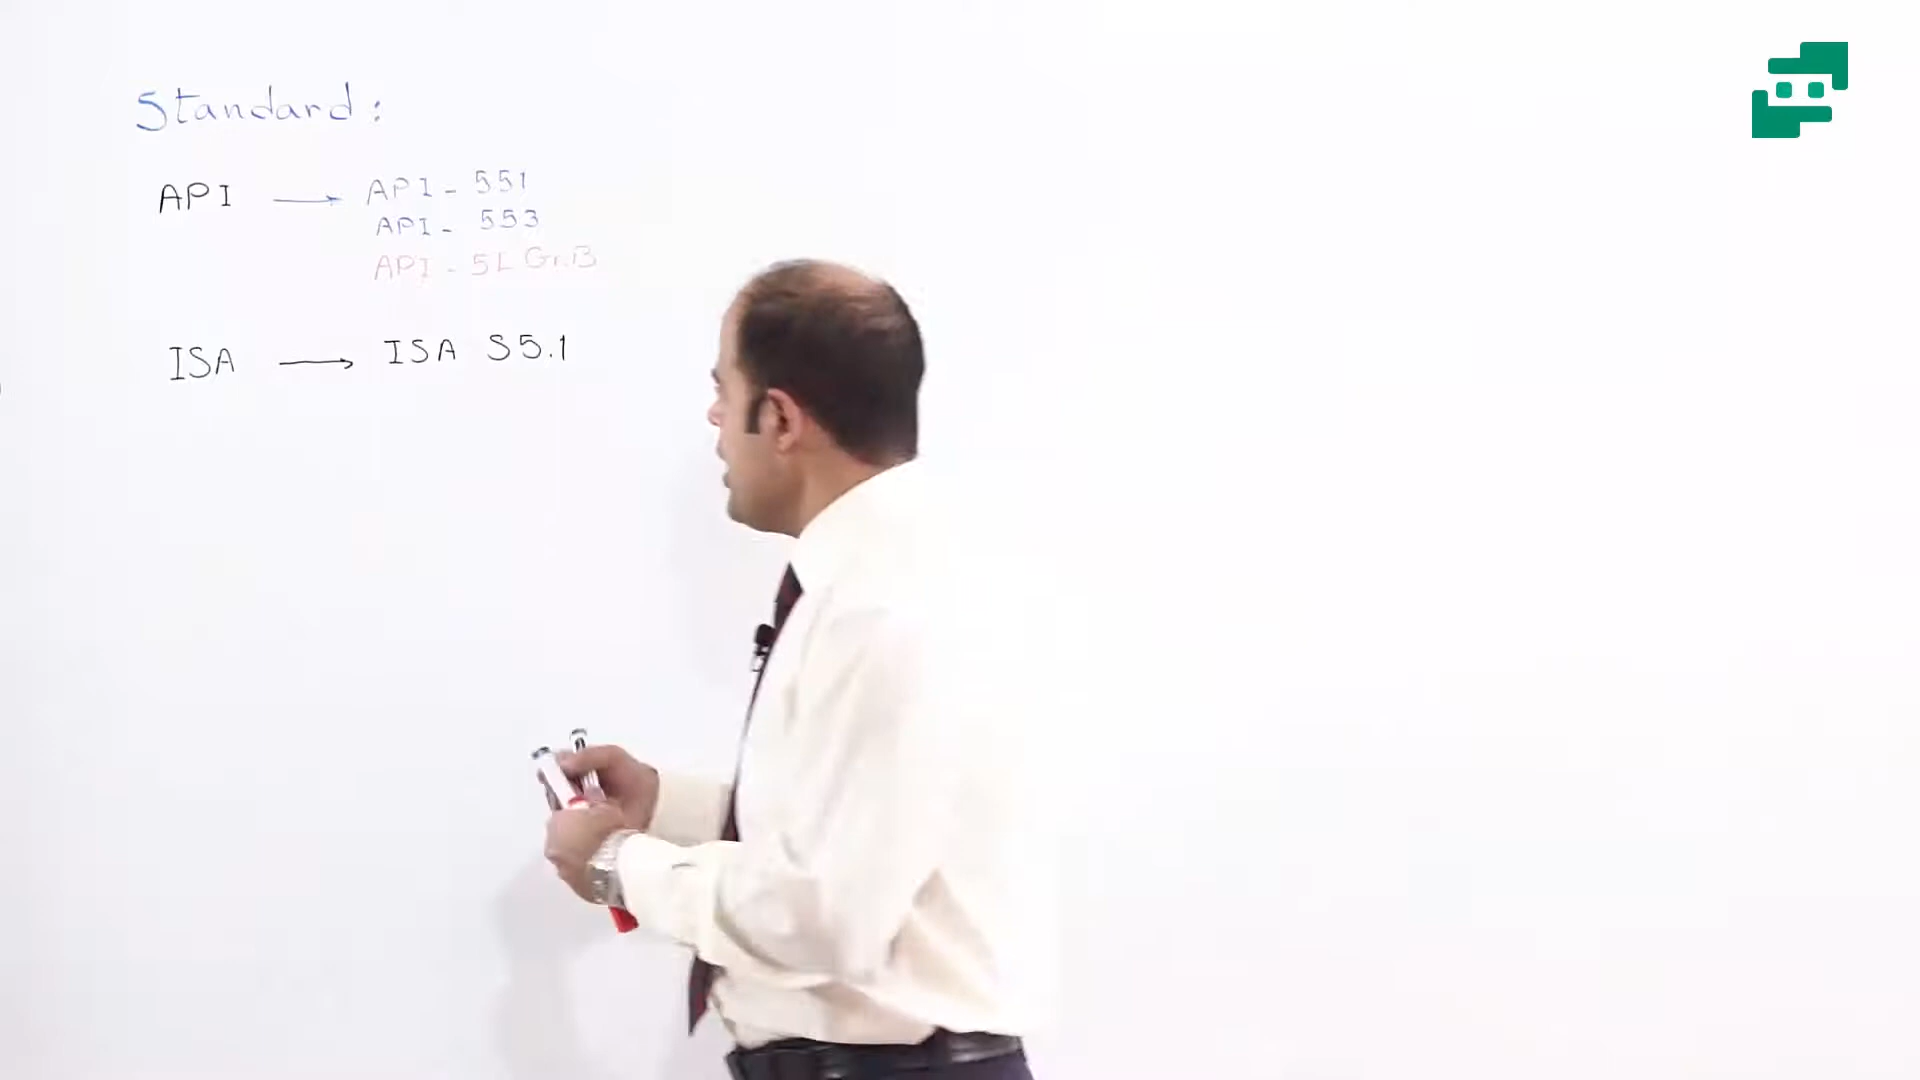 Standard:
API → API - 551
API - 553
API - 5L Gr.B
ISA → ISA S5.1